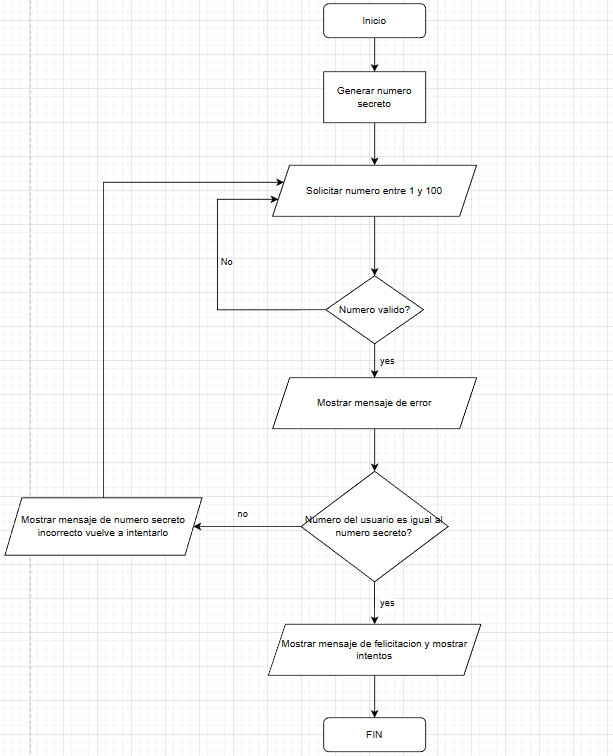 Inicio
Generar numero
secreto
Solicitar numero entre 1 y 100
No
Numero valido?
yes
Mostrar mensaje de error
Numero del usuario es igual al
numero secreto?
no
Mostrar mensaje de numero secreto
incorrecto vuelve a intentarlo
yes
Mostrar mensaje de felicitacion y mostrar
intentos
FIN